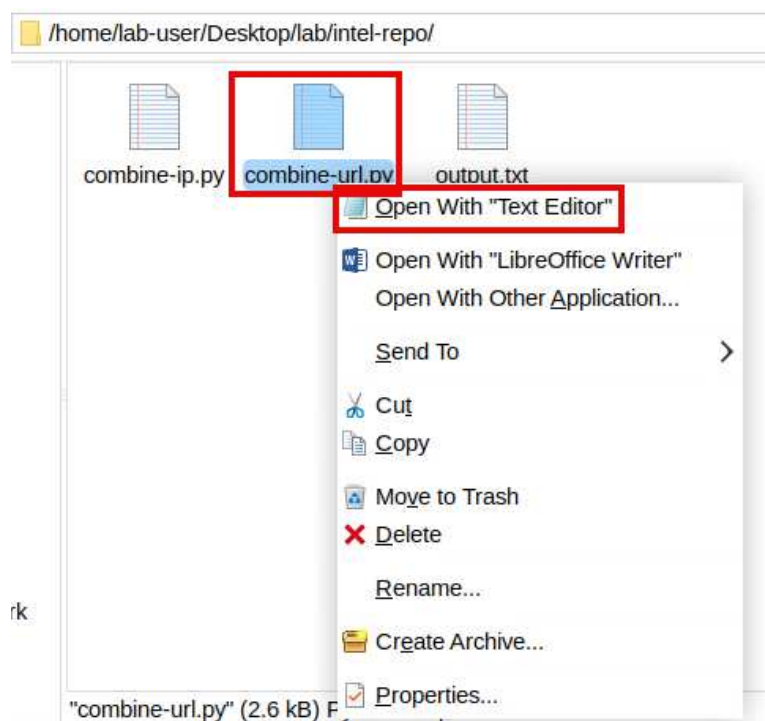 /home/lab-user/Desktop/lab/intel-repo/
combine-ip.py combine-url.py output.txt
Open With "Text Editor"
Open With "LibreOffice Writer"
Open With Other Application...
Send To
Cut
Copy
Move to Trash
Delete
Rename...
rk
Create Archive...
Properties...
"combine-url.py" (2.6 kB)